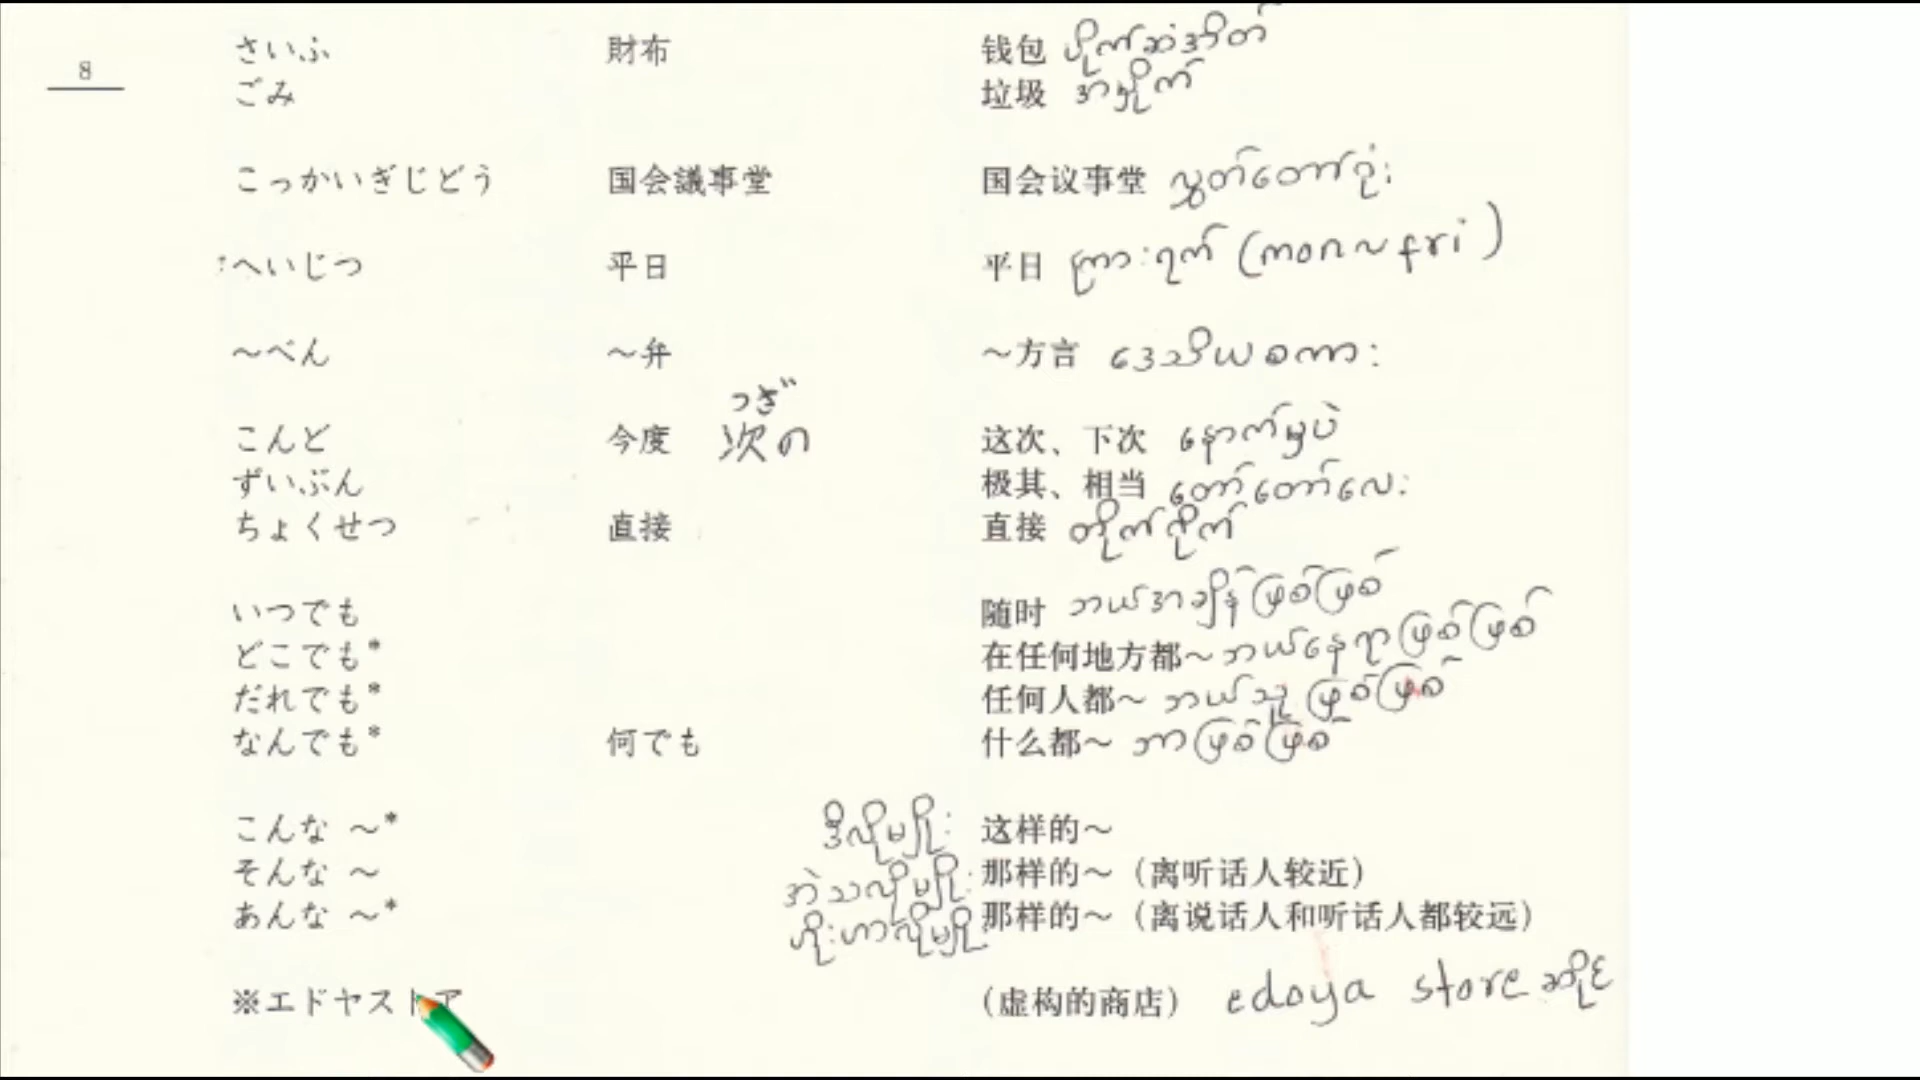 さいふ 財布 钱包 ပိုက်ဆံအိတ်
8
ごみ 垃圾 အမှိုက်
こっかいぎじどう 国会議事堂 国会议事堂 လွှတ်တော်ရုံး
へいじつ 平日 平日 ကြားရက် (mon~fri)
～べん ～弁 ～方言 ဒေသိယစကား
つぎ
こんど 今度 次の 这次、下次 နောက်မှပဲ
ずいぶん 极其、相当 တော်တော်လေး
ちょくせつ 直接 直接 တိုက်ရိုက်
いつでも 随时 ဘယ်အချိန်ဖြစ်ဖြစ်
どこでも* 在任何地方都～ ဘယ်နေရာဖြစ်ဖြစ်
だれでも* 任何人都～ ဘယ်သူဖြစ်ဖြစ်
なんでも* 何でも 什么都～ ဘာဖြစ်ဖြစ်
こんな ～* ဒီလိုမျိုး 这样的～
そんな ～ အဲသလိုမျိုး 那样的～（离听话人较近）
あんな ～* ဟိုးဟာလိုမျိုး 那样的～（离说话人和听话人都较远）
※エドヤストア （虚构的商店） edoya store ဆိုင်